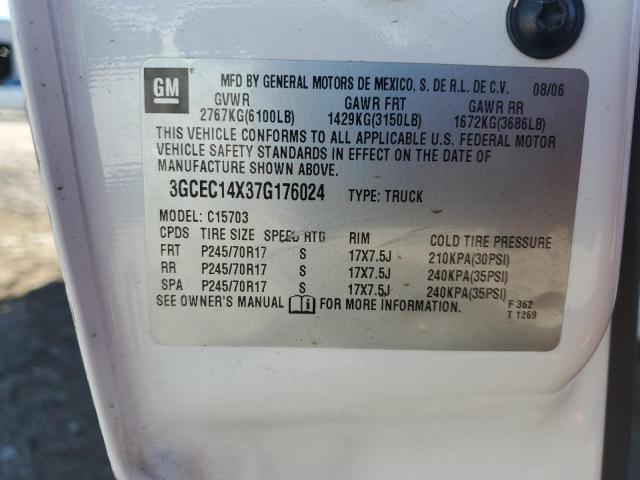 GM
MFD BY GENERAL MOTORS DE MEXICO, S. DE R.L. DE C.V. 08/06
GVWR GAWR FRT GAWR RR
2767KG(6100LB) 1429KG(3150LB) 1672KG(3686LB)
THIS VEHICLE CONFORMS TO ALL APPLICABLE U.S. FEDERAL MOTOR
VEHICLE SAFETY STANDARDS IN EFFECT ON THE DATE OF
MANUFACTURE SHOWN ABOVE.
3GCEC14X37G176024 TYPE: TRUCK
MODEL: C15703
CPDS TIRE SIZE SPEED RTG RIM COLD TIRE PRESSURE
FRT P245/70R17 S 17X7.5J 210KPA(30PSI)
RR P245/70R17 S 17X7.5J 240KPA(35PSI)
SPA P245/70R17 S 17X7.5J 240KPA(35PSI)
SEE OWNER'S MANUAL FOR MORE INFORMATION.
F 362
T 1269